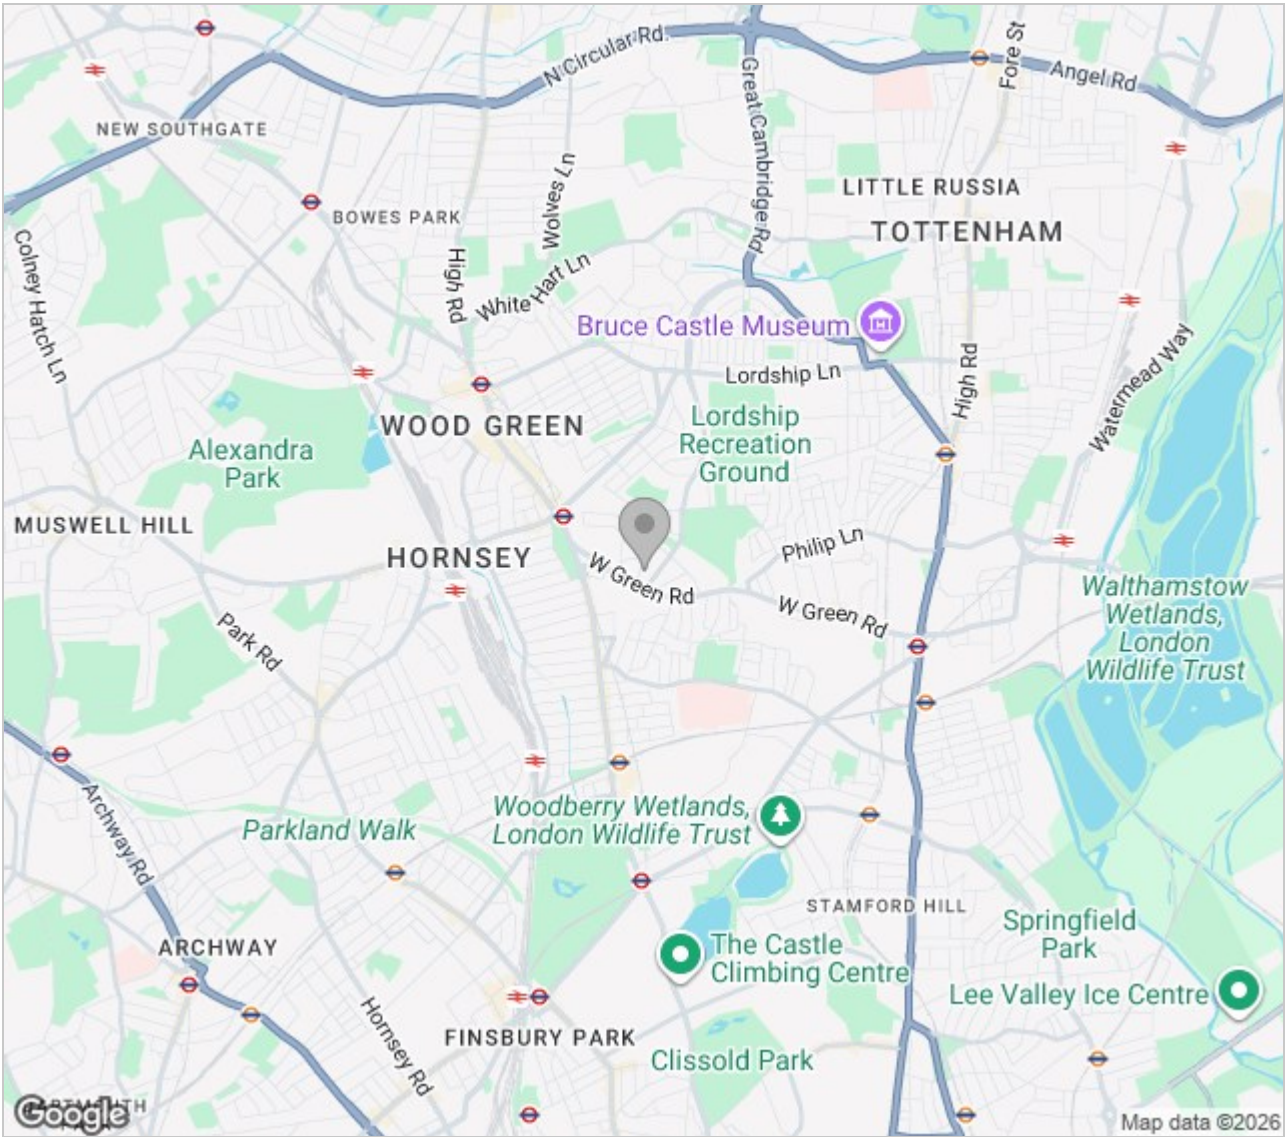 N Circular Rd.
Fore St
Angel Rd
Great Cambridge Rd
NEW SOUTHGATE
Wolves Ln
LITTLE RUSSIA
BOWES PARK
TOTTENHAM
Colney Hatch Ln
High Rd
White Hart Ln
Bruce Castle Museum
Watermead Way
High Rd
Lordship Ln
WOOD GREEN
Lordship
Recreation
Ground
Alexandra
Park
MUSWELL HILL
HORNSEY
Philip Ln
W Green Rd
W Green Rd
Walthamstow
Wetlands,
London
Wildlife Trust
Park Rd
Archway Rd
Parkland Walk
Woodberry Wetlands,
London Wildlife Trust
STAMFORD HILL
Springfield
Park
ARCHWAY
The Castle
Climbing Centre
Lee Valley Ice Centre
Hornsey Rd
FINSBURY PARK
Clissold Park
Google
Map data ©2026